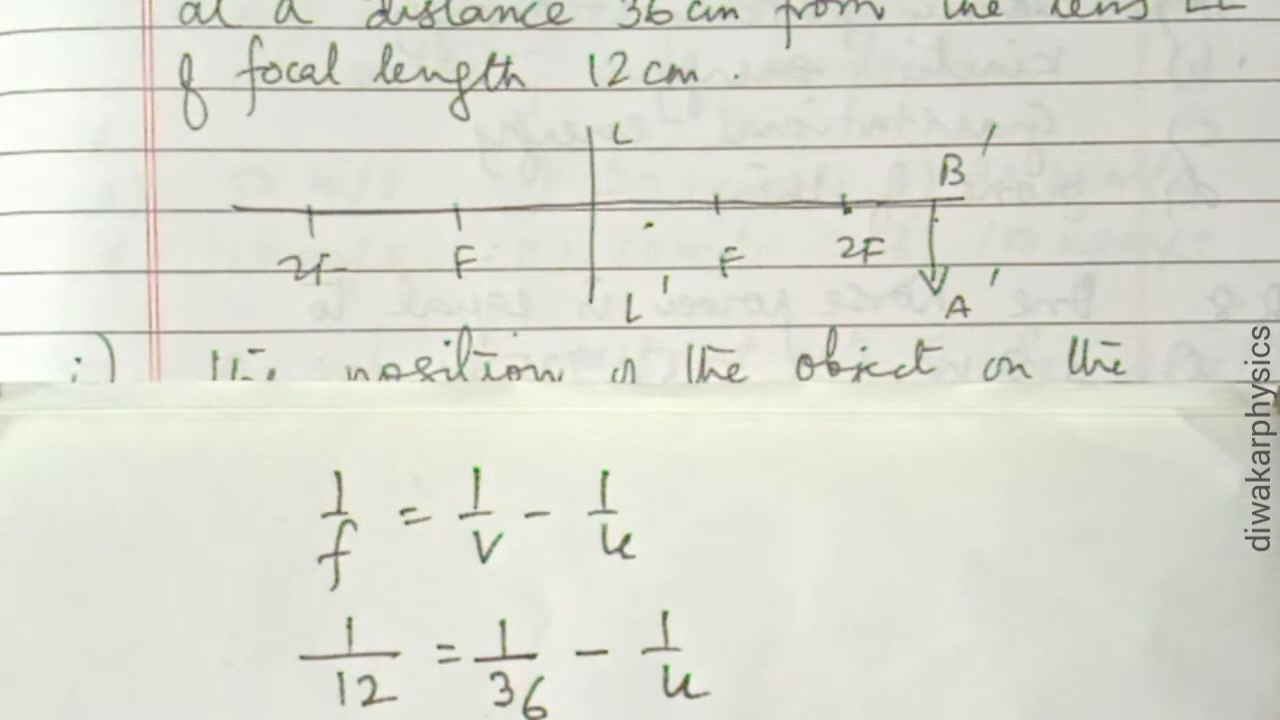 at a distance 36 cm from the lens LL
of focal length 12 cm.
L
B'
2F F F 2F
L' A'
i) the position of the object on the
1/f = 1/v - 1/u
1/12 = 1/36 - 1/u
diwakarphysics